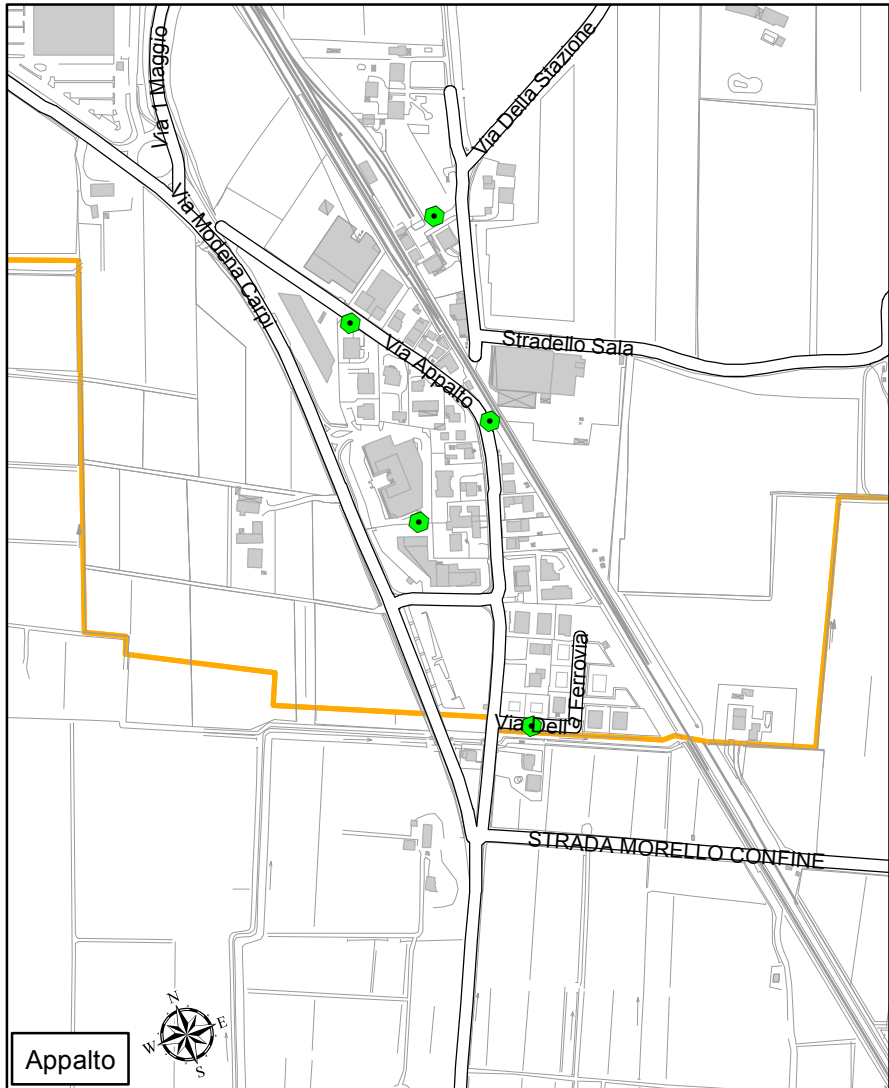 Via 1 Maggio
Via Della Stazione
Via Modena Carpi
Stradello Sala
Via Appalto
Via Della Ferrovia
STRADA MORELLO CONFINE
N
E
W
S
Appalto